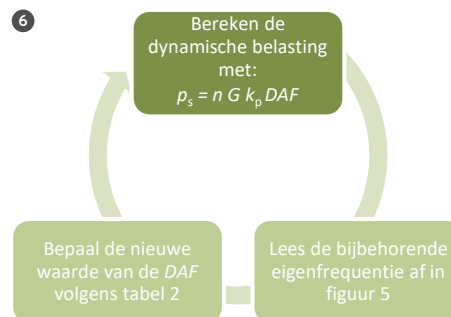 6
Bereken de
dynamische belasting
met:
pₛ = n G kₚ DAF
Lees de bijbehorende
eigenfrequentie af in
figuur 5
Bepaal de nieuwe
waarde van de DAF
volgens tabel 2